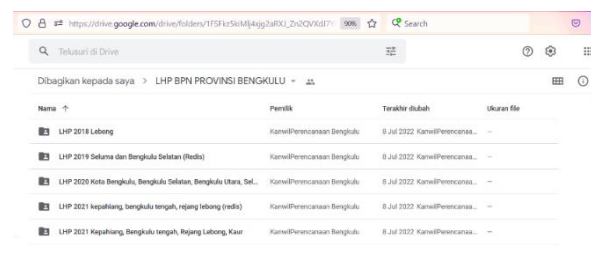 https://drive.google.com/drive/folders/ 90% Search
Telusuri di Drive
Dibagikan kepada saya > LHP BPN PROVINSI BENGKULU
Nama ↑ Pemilik Terakhir diubah Ukuran file
LHP 2018 Lebong KanwilPerencanaan Bengkulu 8 Jul 2022 KanwilPerencanaa... —
LHP 2019 Seluma dan Bengkulu Selatan (Redis) KanwilPerencanaan Bengkulu 8 Jul 2022 KanwilPerencanaa... —
LHP 2020 Kota Bengkulu, Bengkulu Selatan, Bengkulu Utara, Sel... KanwilPerencanaan Bengkulu 8 Jul 2022 KanwilPerencanaa... —
LHP 2021 kepahiang, bengkulu tengah, rejang lebong (redis) KanwilPerencanaan Bengkulu 8 Jul 2022 KanwilPerencanaa... —
LHP 2021 Kepahiang, Bengkulu tengah, Rejang Lebong, Kaur KanwilPerencanaan Bengkulu 8 Jul 2022 KanwilPerencanaa... —